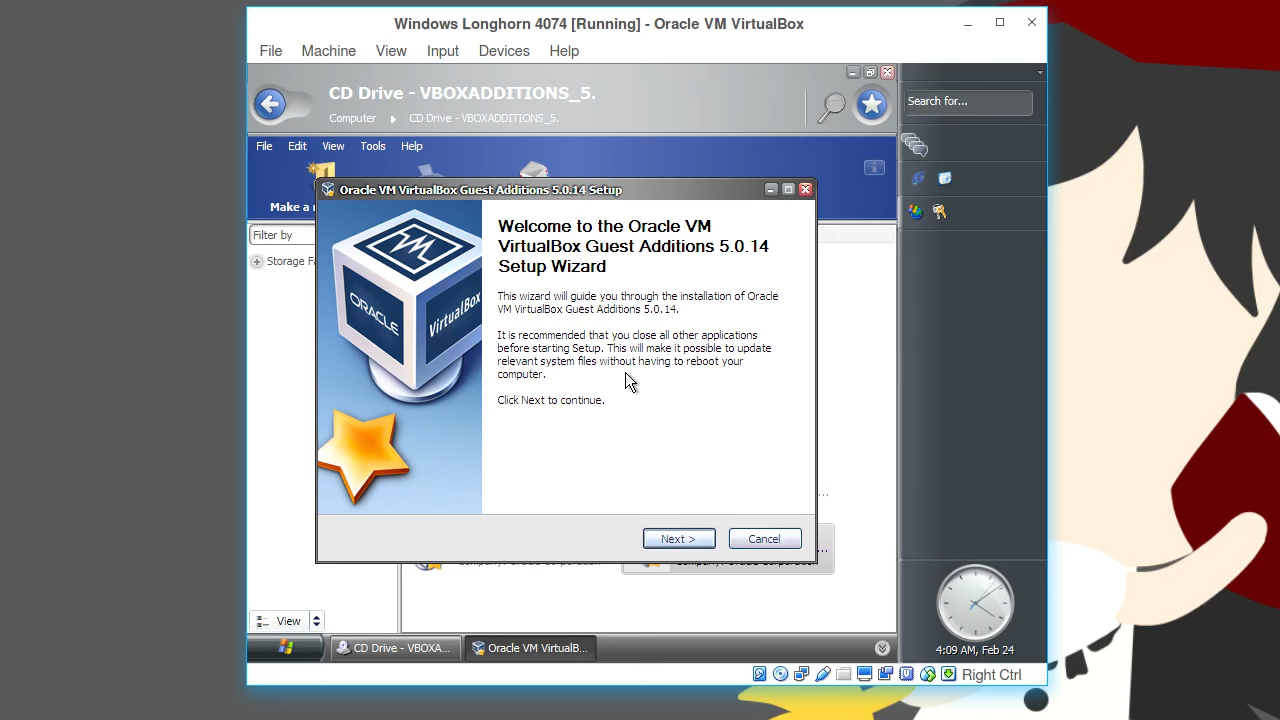 Windows Longhorn 4074 [Running] - Oracle VM VirtualBox
File Machine View Input Devices Help
CD Drive - VBOXADDITIONS_5.
Computer CD Drive - VBOXADDITIONS_5.
Search for...
File Edit View Tools Help
Make a
Filter by
Storage
Oracle VM VirtualBox Guest Additions 5.0.14 Setup
ORACLE
VirtualBox
Welcome to the Oracle VM
VirtualBox Guest Additions 5.0.14
Setup Wizard
This wizard will guide you through the installation of Oracle
VM VirtualBox Guest Additions 5.0.14.
It is recommended that you close all other applications
before starting Setup. This will make it possible to update
relevant system files without having to reboot your
computer.
Click Next to continue.
Next >
Cancel
View
CD Drive - VBOXA...
Oracle VM VirtualB...
4:09 AM, Feb 24
Right Ctrl